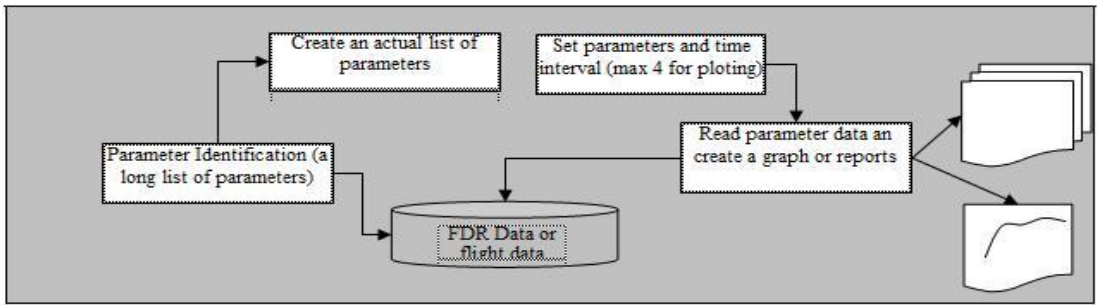 Create an actual list of
parameters
Set parameters and time
interval (max 4 for ploting)
Parameter Identification (a
long list of parameters)
Read parameter data an
create a graph or reports
FDR Data or
flight data